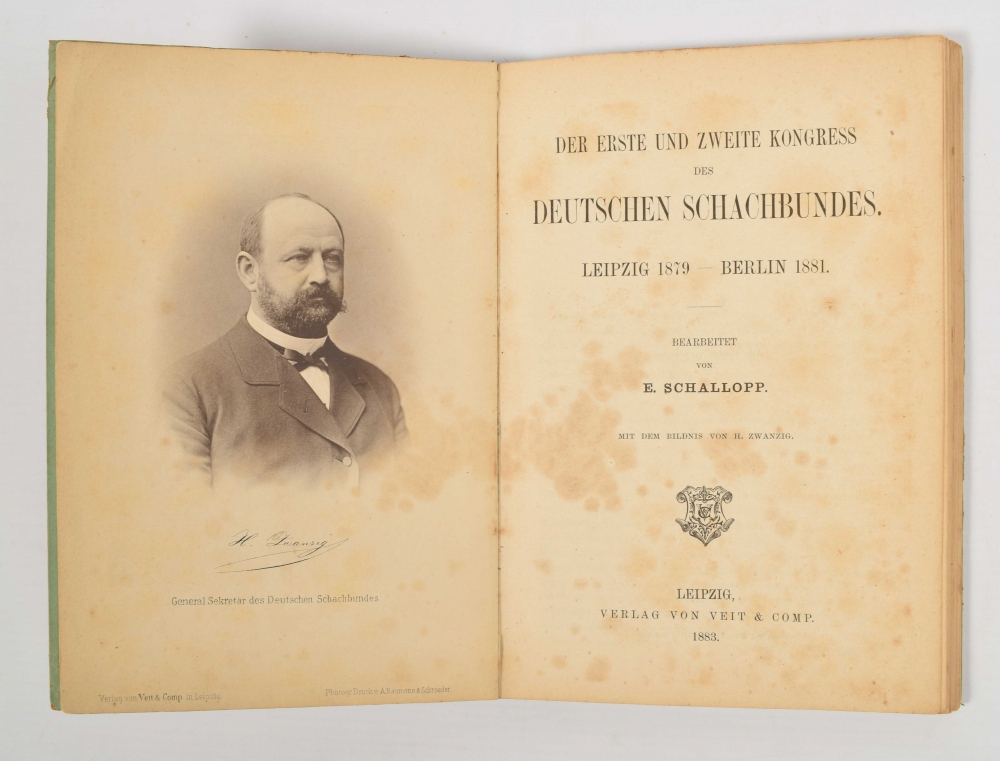 H. Zwanzig
General Sekretär des Deutschen Schachbundes.
Verlag von Veit & Comp. in Leipzig.
A. Naumann & Schroeder
DER ERSTE UND ZWEITE KONGRESS
DES
DEUTSCHEN SCHACHBUNDES.
LEIPZIG 1879 — BERLIN 1881.
BEARBEITET
VON
E. SCHALLOPP.
MIT DEM BILDNIS VON H. ZWANZIG.
LEIPZIG,
VERLAG VON VEIT & COMP.
1883.